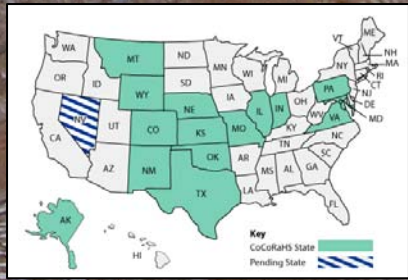 WA
MT
ND
MN
VT
ME
OR
ID
SD
WI
MI
NY
NH
MA
WY
IA
PA
RI
CT
NV
UT
NE
IL
IN
OH
NJ
DE
CA
CO
KS
MO
KY
WV
VA
MD
AZ
NM
OK
AR
TN
NC
SC
TX
LA
MS
AL
GA
FL
AK
HI
Key
CoCoRaHS State
Pending State